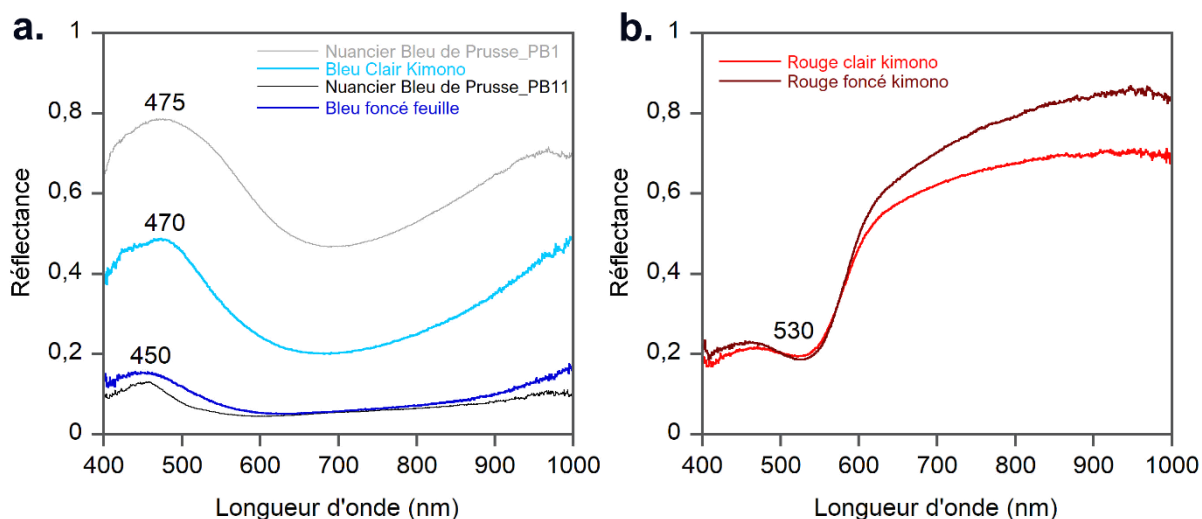 a.
Nuancier Bleu de Prusse_PB1
Bleu Clair Kimono
Nuancier Bleu de Prusse_PB11
Bleu foncé feuille
475
470
450
1
0,8
0,6
0,4
0,2
0
Réflectance
400 500 600 700 800 900 1000
Longueur d'onde (nm)
b.
Rouge clair kimono
Rouge foncé kimono
530
1
0,8
0,6
0,4
0,2
0
Réflectance
400 500 600 700 800 900 1000
Longueur d'onde (nm)